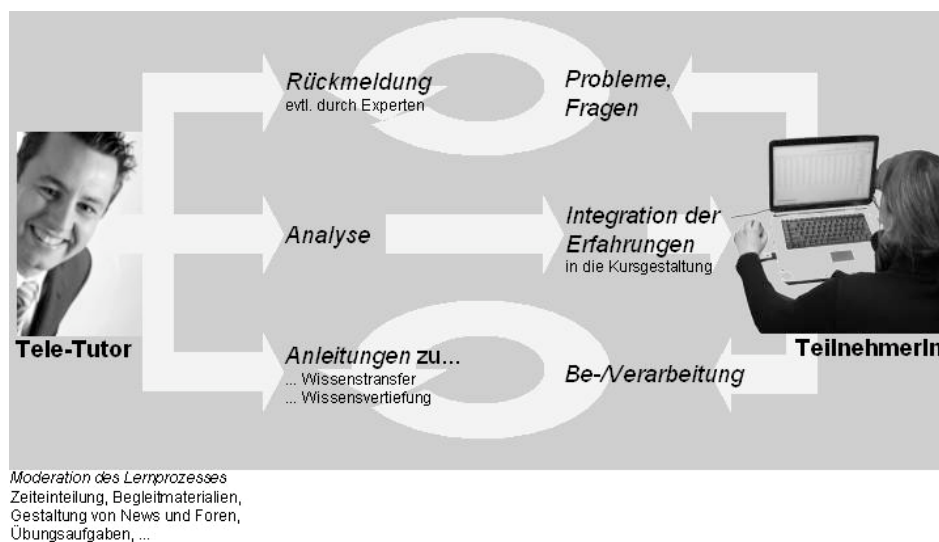 Rückmeldung
evtl. durch Experten
Probleme,
Fragen
Analyse
Integration der
Erfahrungen
in die Kursgestaltung
Tele-Tutor
TeilnehmerIn
Anleitungen zu...
... Wissenstransfer
... Wissensvertiefung
Be-/Verarbeitung
Moderation des Lernprozesses
Zeiteinteilung, Begleitmaterialien,
Gestaltung von News und Foren,
Übungsaufgaben, ...